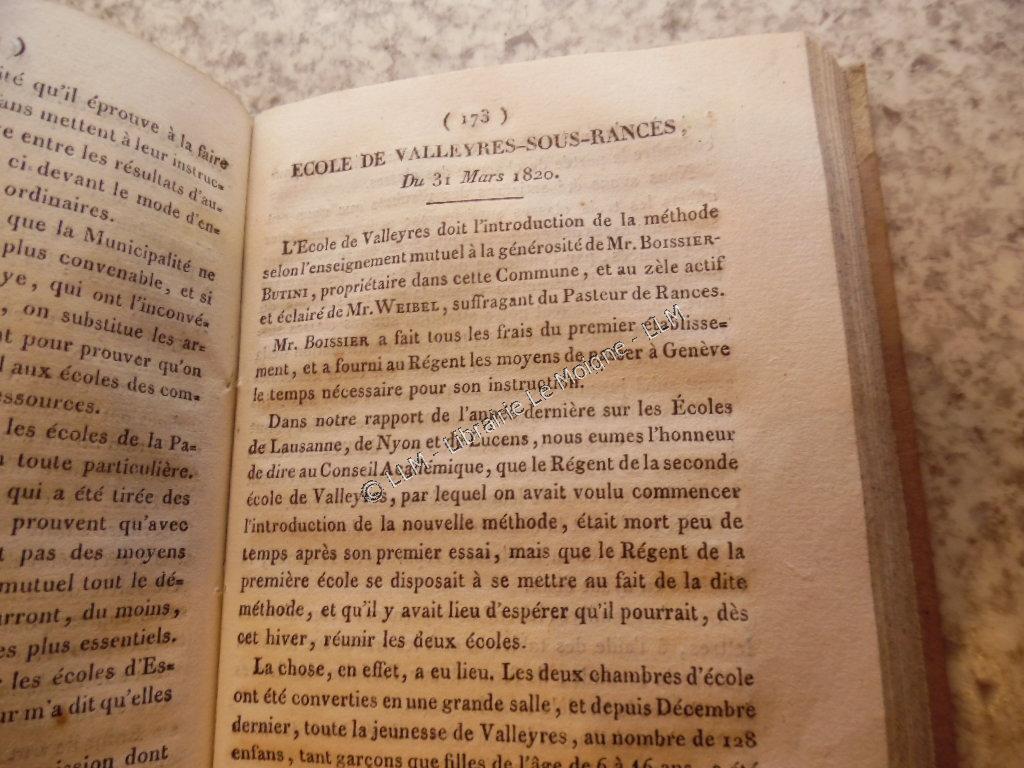 )
ité qu'il éprouve à la faire
ans mettent à leur instruc=
e entre les résultats d'au-
ci-devant le mode d'en=
ordinaires.
que la Municipalité ne
plus convenable, et si
ye, qui ont l'inconvé=
, on substitue les ar=
t pour prouver qu'on
l aux écoles des com=
essources.
les écoles de la Pa-
n toute particulière.
qui a été tirée des
prouvent qu'avec
t pas des moyens
mutuel tout le dé=
urront, du moins,
es plus essentiels.
les écoles d'Es=
ur m'a dit qu'elles
ission dont
( 173 )
ECOLE DE VALLEYRES-SOUS-RANCES,
Du 31 Mars 1820.
L'Ecole de Valleyres doit l'introduction de la méthode
selon l'enseignement mutuel à la générosité de Mr. BOISSIER-
BUTINI, propriétaire dans cette Commune, et au zèle actif
et éclairé de Mr. WEIBEL, suffragant du Pasteur de Rances.
Mr. BOISSIER a fait tous les frais du premier établisse=
ment, et a fourni au Régent les moyens de passer à Genève
le temps nécessaire pour son instruction.
Dans notre rapport de l'année dernière sur les Écoles
de Lausanne, de Nyon et de Lucens, nous eumes l'honneur
de dire au Conseil Académique, que le Régent de la seconde
école de Valleyres, par lequel on avait voulu commencer
l'introduction de la nouvelle méthode, était mort peu de
temps après son premier essai, mais que le Régent de la
première école se disposait à se mettre au fait de la dite
méthode, et qu'il y avait lieu d'espérer qu'il pourrait, dès
cet hiver, réunir les deux écoles.
La chose, en effet, a eu lieu. Les deux chambres d'école
ont été converties en une grande salle, et depuis Décembre
dernier, toute la jeunesse de Valleyres, au nombre de 128
enfans, tant garçons que filles de l'âge de 6 à 16 ans, a été
© LLM - Librairie Le Moigne - LLM